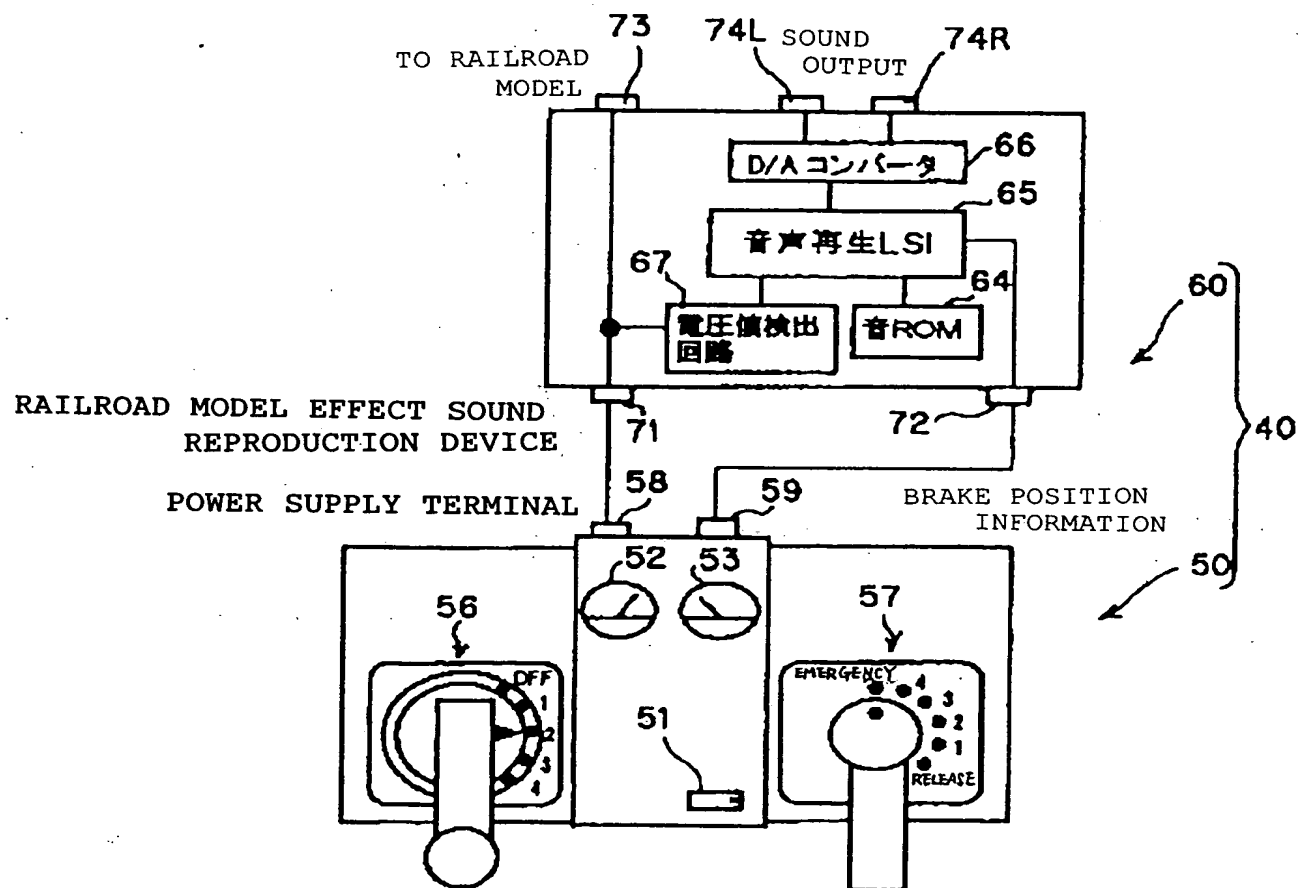 73
74L
SOUND
OUTPUT
74R
TO RAILROAD
MODEL
D/A コンバータ
66
65
音声再生LSI
67
64
60
電圧値検出
回路
音ROM
40
RAILROAD MODEL EFFECT SOUND
REPRODUCTION DEVICE
71
72
POWER SUPPLY TERMINAL
58
59
BRAKE POSITION
INFORMATION
50
52
53
56
57
OFF
1
2
3
4
EMERGENCY
4
3
2
1
RELEASE
51